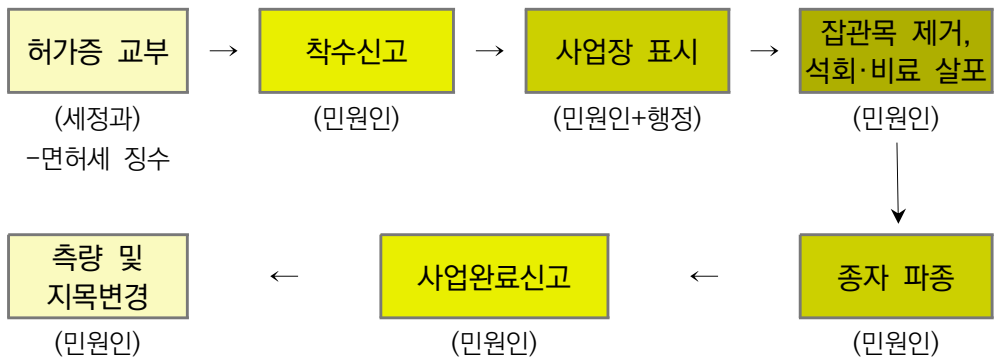 허가증 교부 → 착수신고 → 사업장 표시 → 잡관목 제거,
석회·비료 살포
(세정과) (민원인) (민원인+행정) (민원인)
-면허세 징수
측량 및
지목변경 ← 사업완료신고 ← 종자 파종
(민원인) (민원인) (민원인)